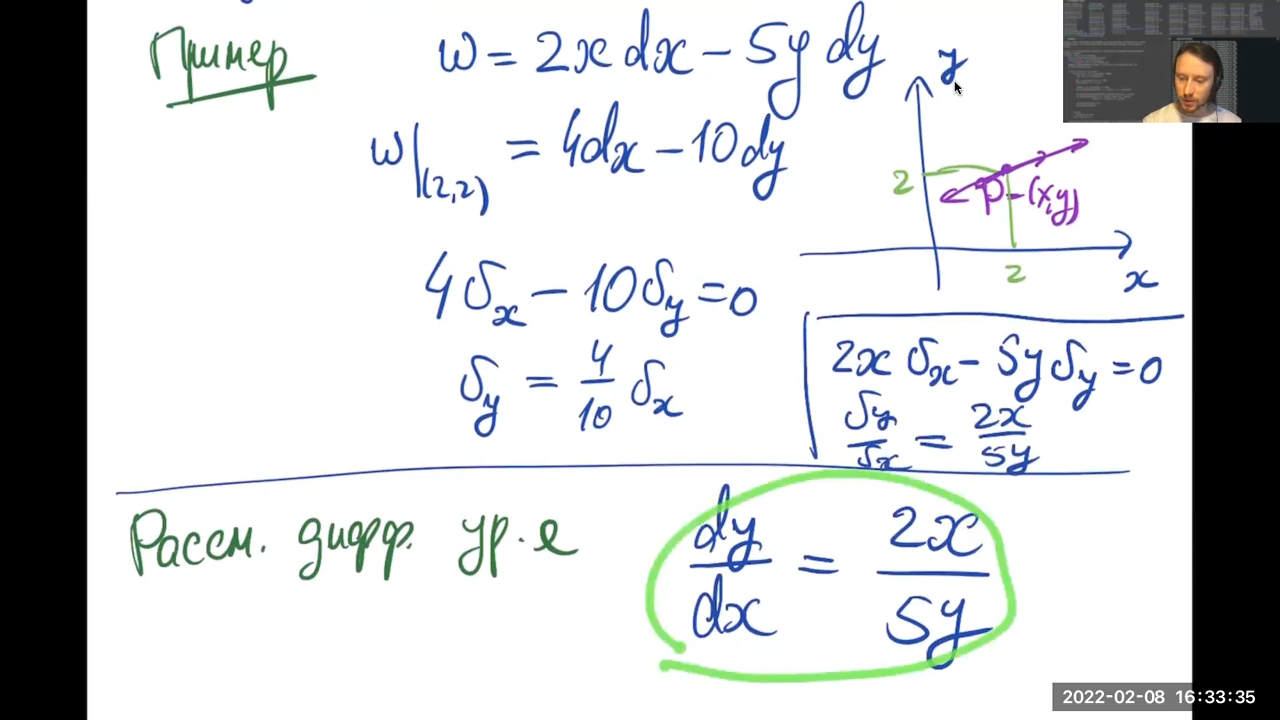 Пример
ω = 2x dx − 5y dy
ω|(2,2) = 4dx − 10dy
4δx − 10δy = 0
δy = 4/10 δx
y
2
p-(x,y)
2
x
2x δx − 5y δy = 0
δy/δx = 2x/5y
Рассм. дифф. ур-е
dy/dx = 2x/5y
2022-02-08 16:33:35